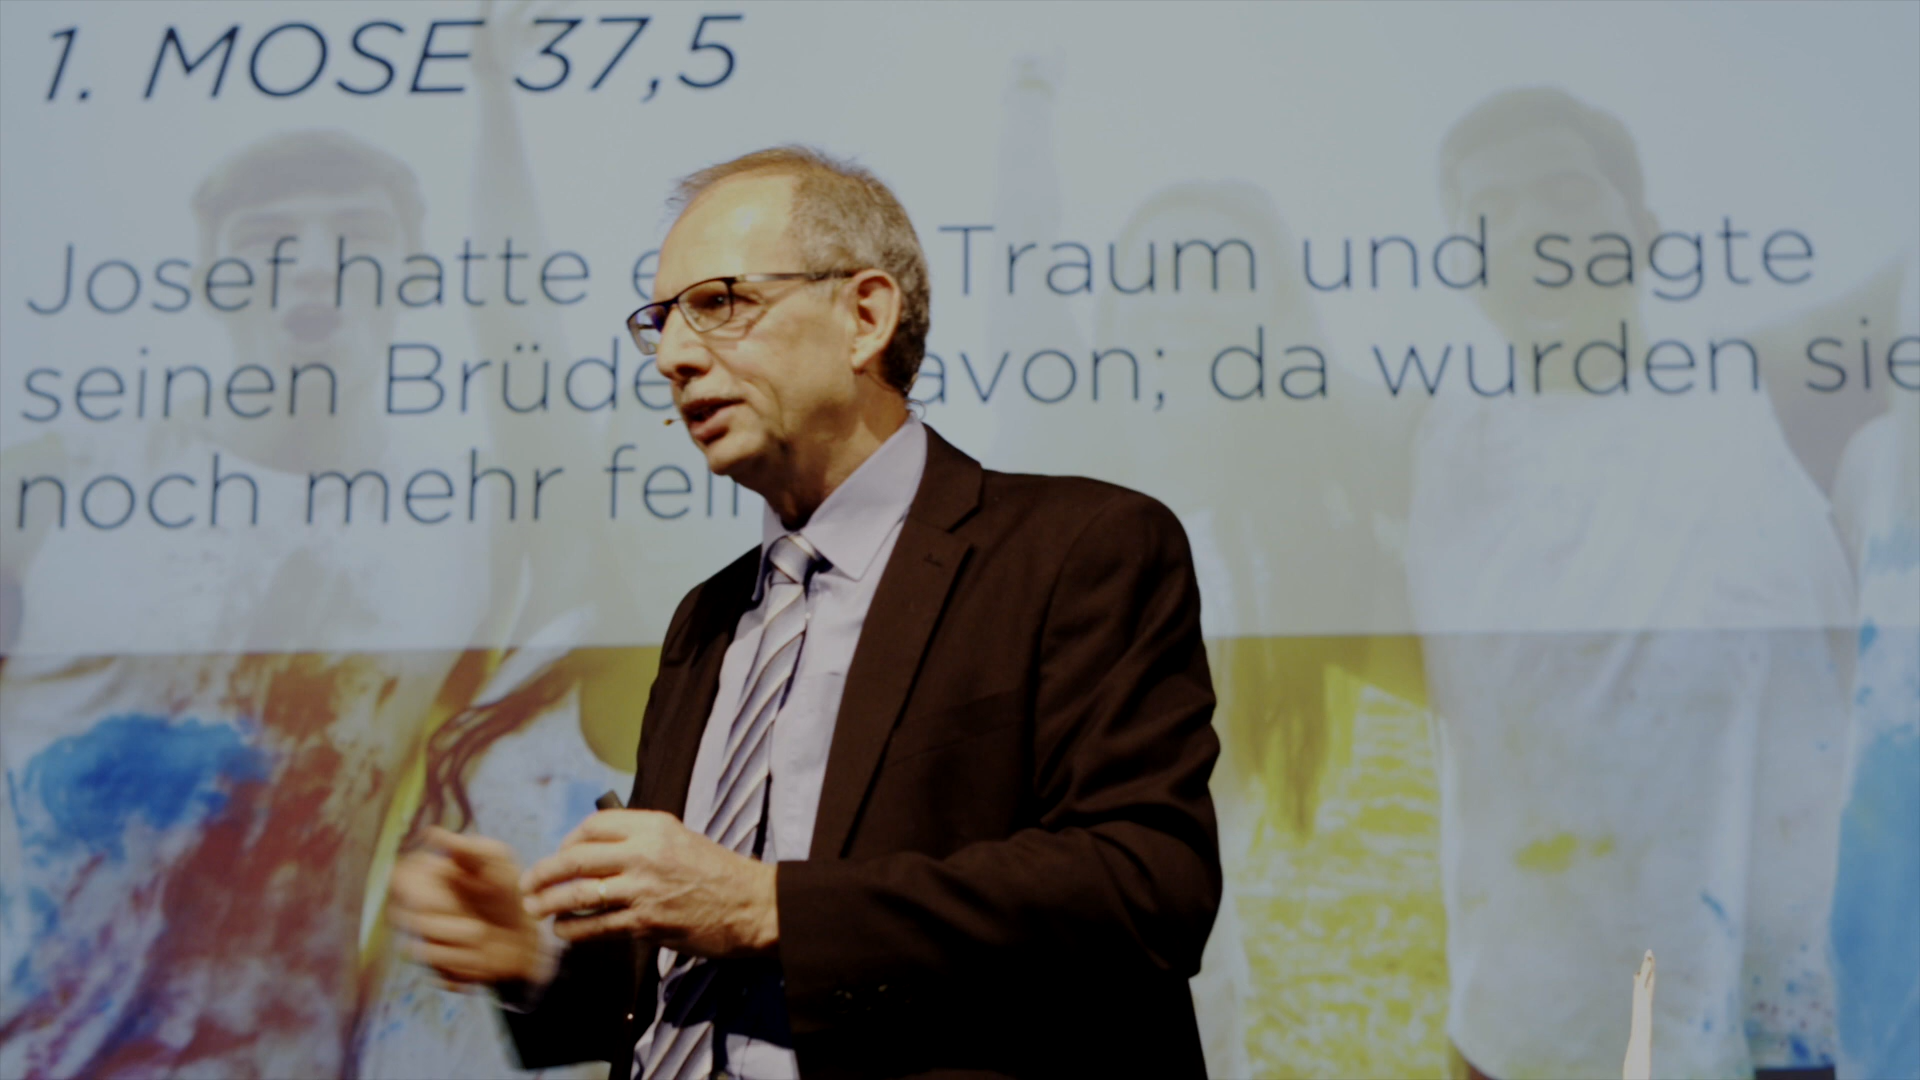 1. MOSE 37,5
Josef hatte Traum und sagte
seinen Brüde avon; da wurden sie
noch mehr fei